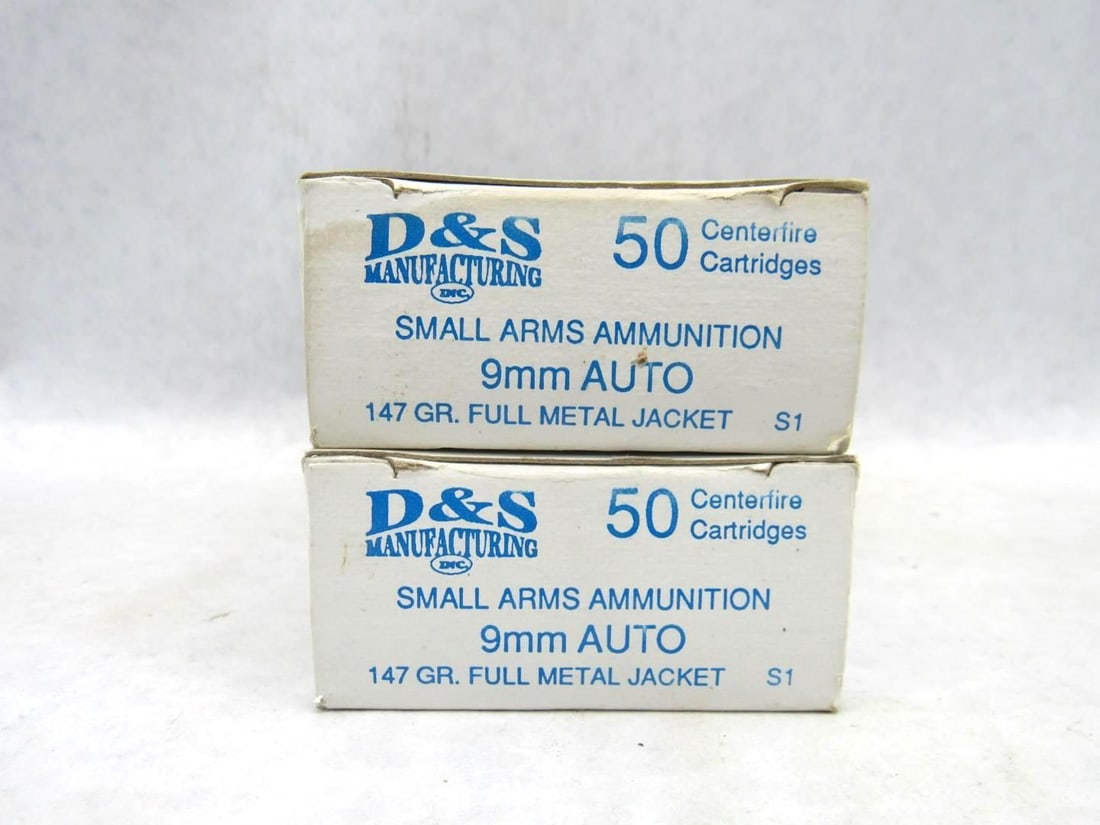 D&S
MANUFACTURING
INC.
50 Centerfire
Cartridges
SMALL ARMS AMMUNITION
9mm AUTO
147 GR. FULL METAL JACKET S1
D&S
MANUFACTURING
INC.
50 Centerfire
Cartridges
SMALL ARMS AMMUNITION
9mm AUTO
147 GR. FULL METAL JACKET S1